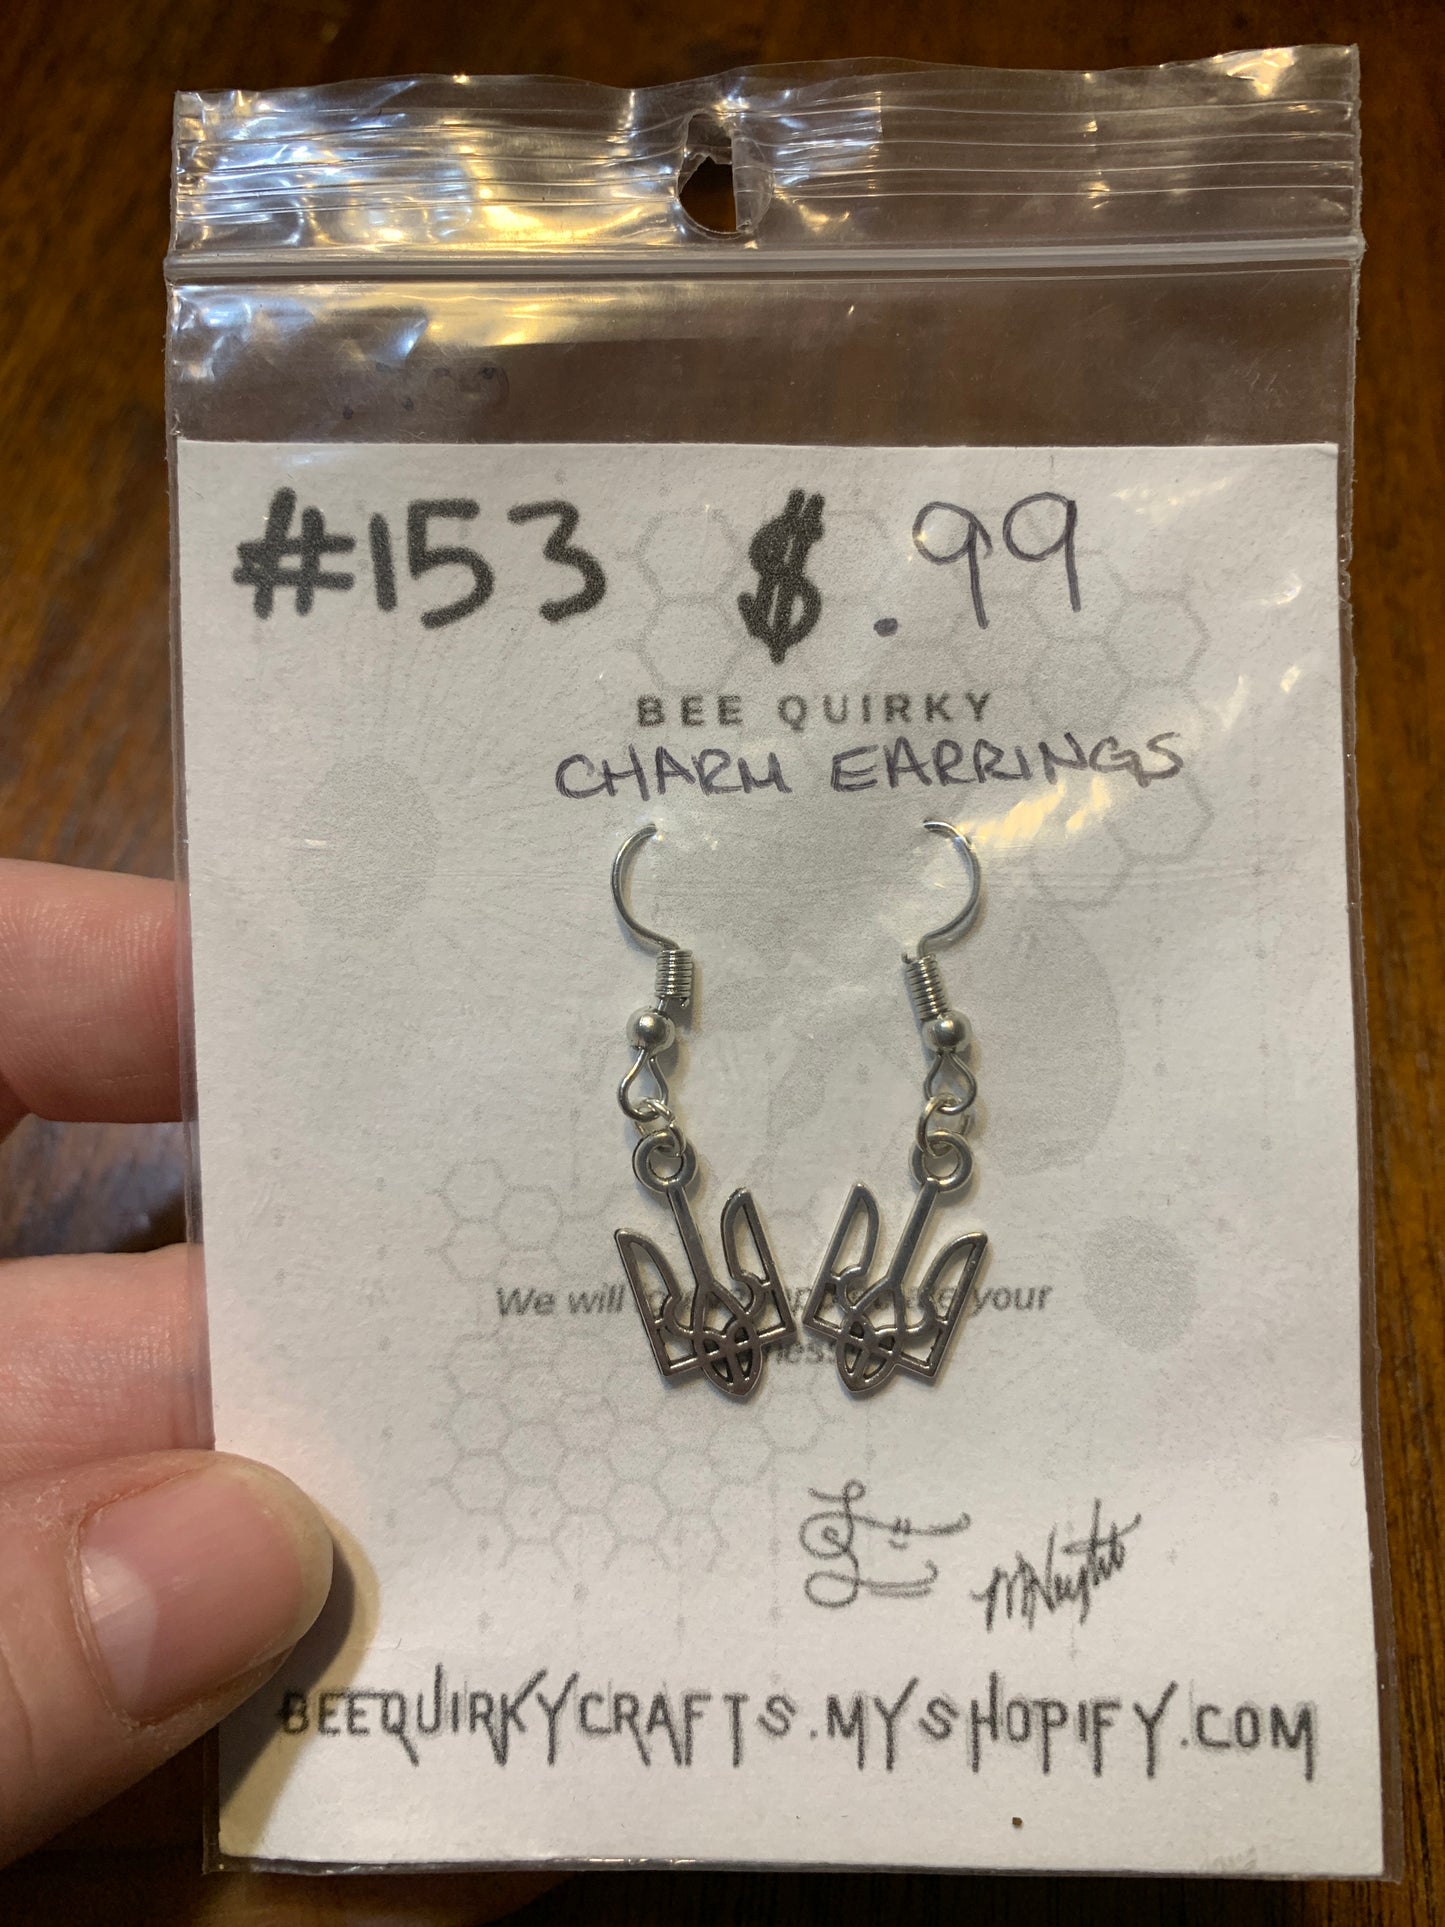 #153 $ .99
BEE QUIRKY
CHARM EARRINGS
We will your
BEEQUIRKYCRAFTS.MYSHOPIFY.COM